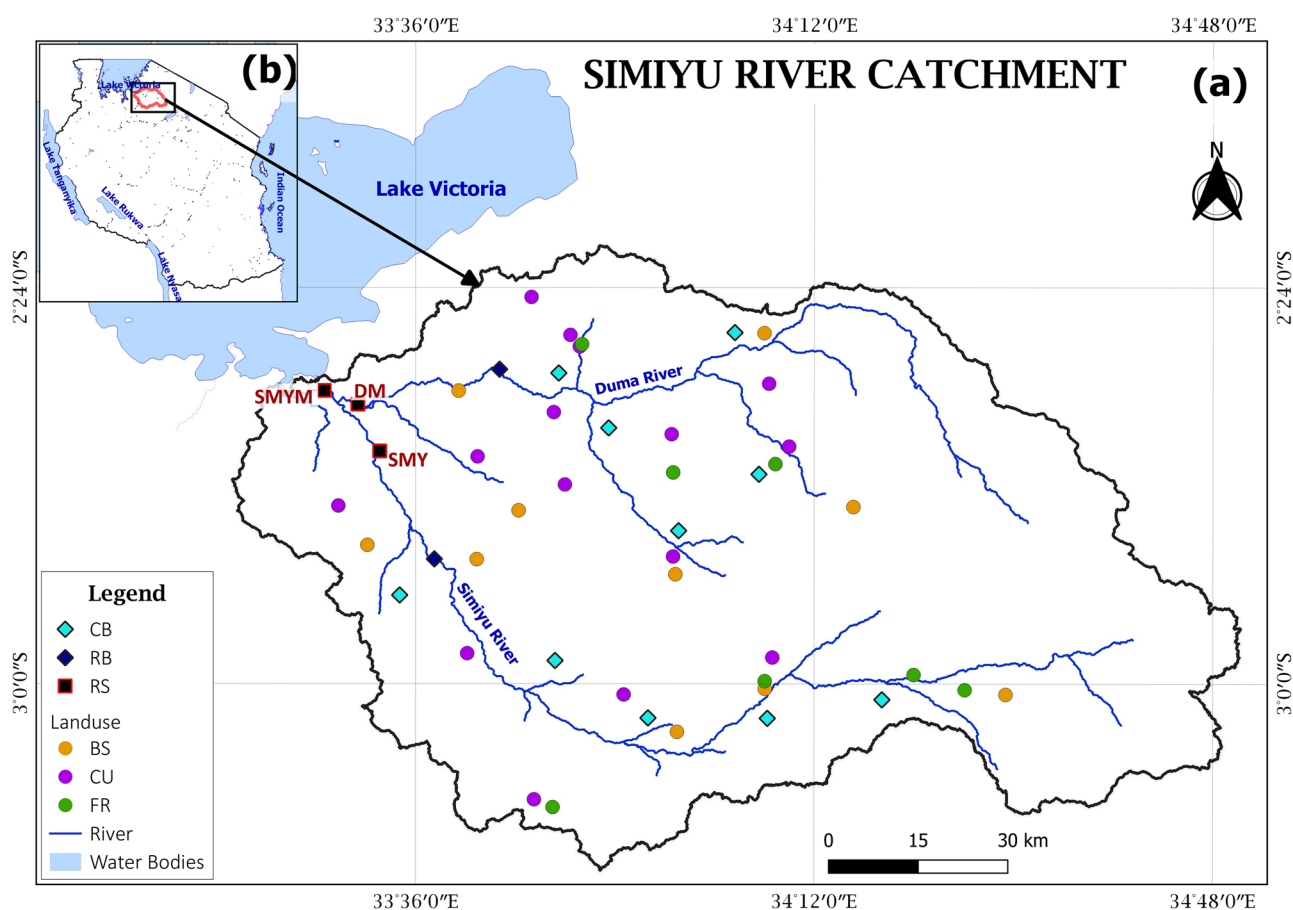 33°36′0″E
34°12′0″E
34°48′0″E
SIMIYU RIVER CATCHMENT
(a)
(b)
Lake Victoria
Lake Tanganyika
Lake Rukwa
Lake Nyasa
Indian Ocean
Lake Victoria
N
2°24′0″S
2°24′0″S
SMYM
DM
SMY
Duma River
Simiyu River
3°0′0″S
3°0′0″S
Legend
CB
RB
RS
Landuse
BS
CU
FR
River
Water Bodies
0
15
30 km
33°36′0″E
34°12′0″E
34°48′0″E